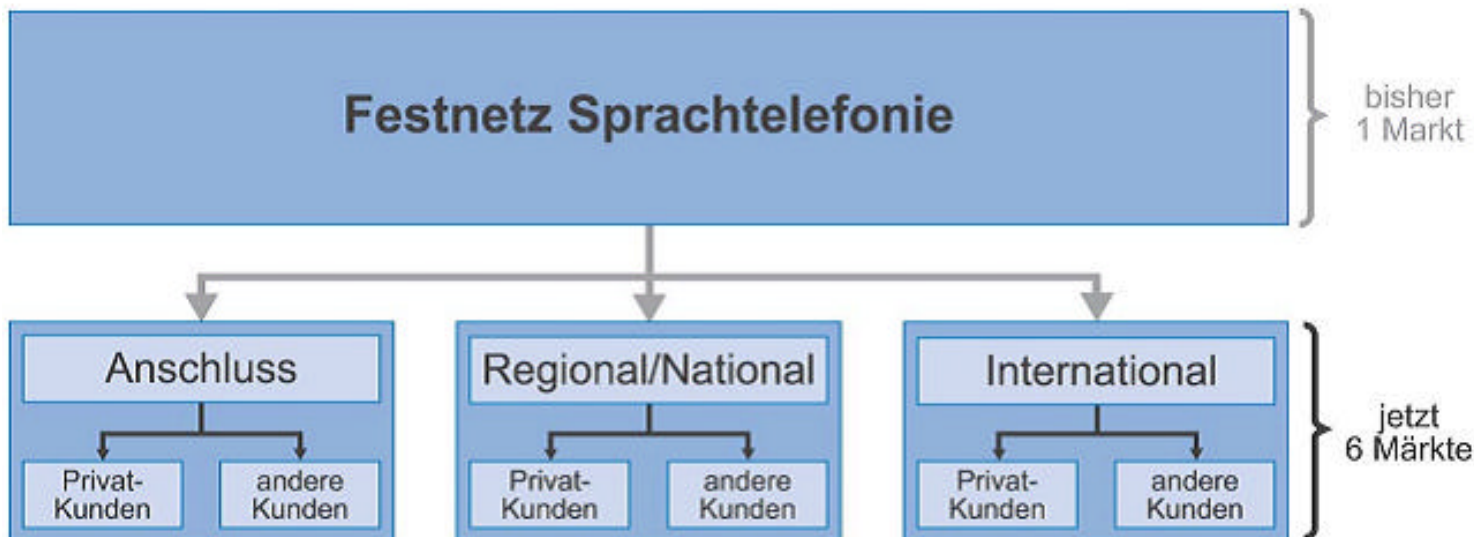 Festnetz Sprachtelefonie
bisher
1 Markt
Anschluss
Regional/National
International
Privat-
Kunden
andere
Kunden
Privat-
Kunden
andere
Kunden
Privat-
Kunden
andere
Kunden
jetzt
6 Märkte